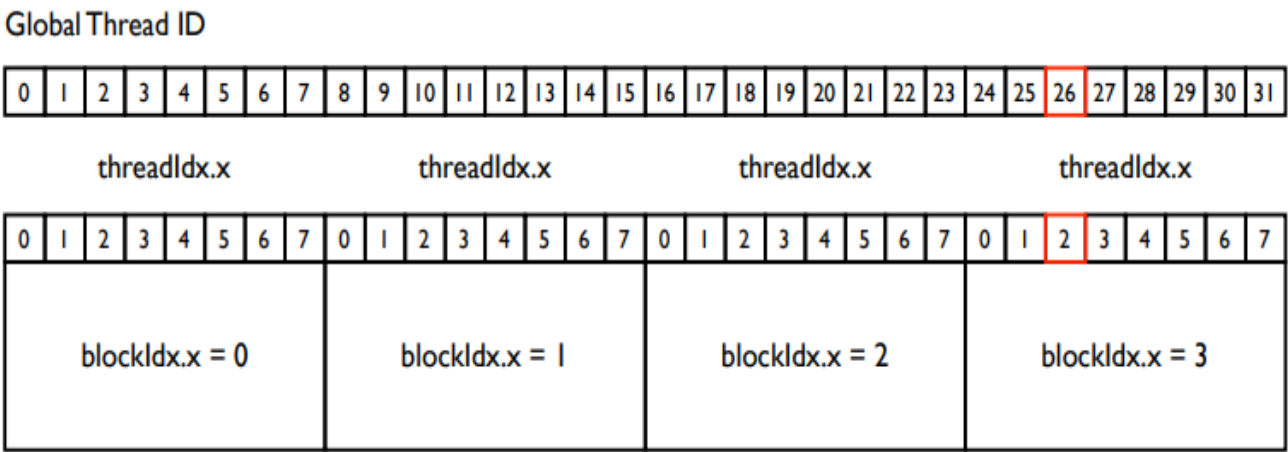 Global Thread ID
0 1 2 3 4 5 6 7 8 9 10 11 12 13 14 15 16 17 18 19 20 21 22 23 24 25 26 27 28 29 30 31
threadIdx.x threadIdx.x threadIdx.x threadIdx.x
0 1 2 3 4 5 6 7 0 1 2 3 4 5 6 7 0 1 2 3 4 5 6 7 0 1 2 3 4 5 6 7
blockIdx.x = 0 blockIdx.x = 1 blockIdx.x = 2 blockIdx.x = 3